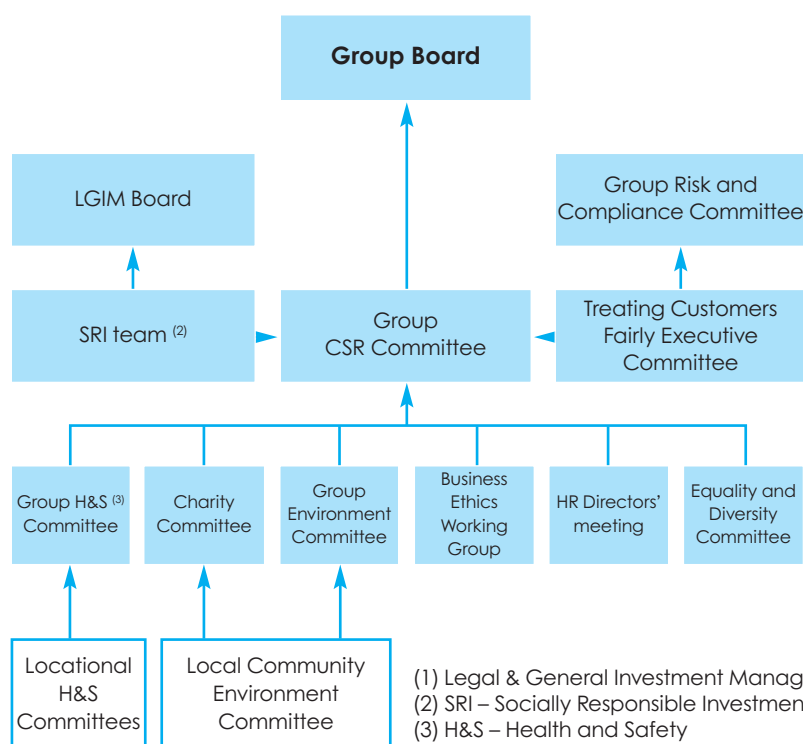 Group Board
LGIM Board
Group Risk and
Compliance Committee
SRI team (2)
Group
CSR Committee
Treating Customers
Fairly Executive
Committee
Group H&S (3)
Committee
Charity
Committee
Group
Environment
Committee
Business
Ethics
Working
Group
HR Directors’
meeting
Equality and
Diversity
Committee
Locational
H&S
Committees
Local Community
Environment
Committee
(1) Legal & General Investment Manag
(2) SRI – Socially Responsible Investmen
(3) H&S – Health and Safety